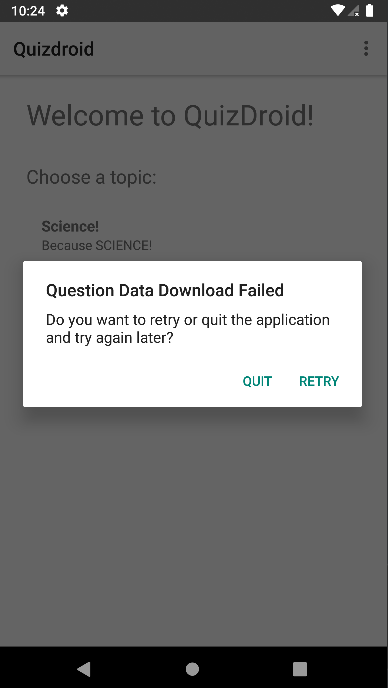 10:24
Quizdroid
Welcome to QuizDroid!
Choose a topic:
Science!
Because SCIENCE!
Question Data Download Failed
Do you want to retry or quit the application
and try again later?
QUIT RETRY